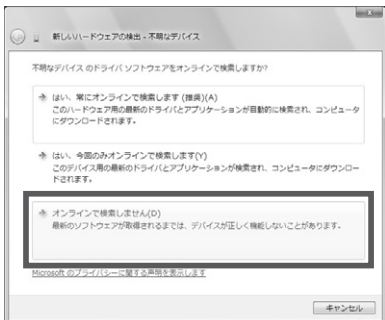 新しいハードウェアの検出 - 不明なデバイス
不明なデバイス のドライバ ソフトウェアをオンラインで検索しますか?
はい、常にオンラインで検索します (推奨)(A)
このハードウェア用の最新のドライバとアプリケーションが自動的に検索され、コンピュータ
にダウンロードされます。
はい、今回のみオンラインで検索します(Y)
このデバイス用の最新のドライバとアプリケーションが検索され、コンピュータにダウンロー
ドされます。
オンラインで検索しません(D)
最新のソフトウェアが取得されるまでは、デバイスが正しく機能しないことがあります。
Microsoft のプライバシーに関する声明を表示します
キャンセル